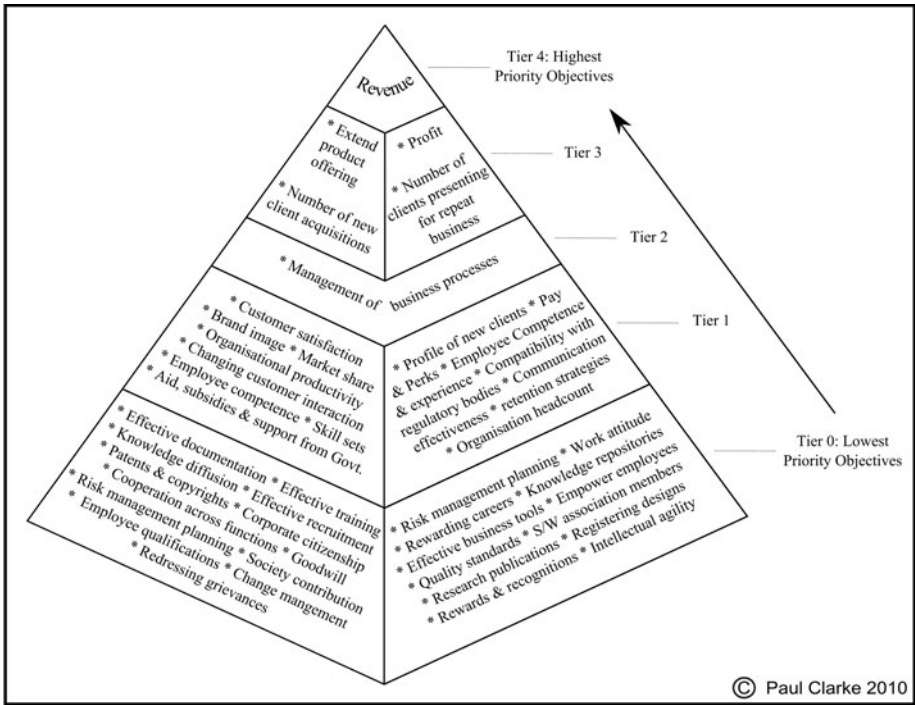 Revenue
Tier 4: Highest
Priority Objectives
* Extend
product
offering
* Number of new
client acquisitions
* Profit
* Number of
clients presenting
for repeat
business
Tier 3
* Management of business processes
Tier 2
* Customer satisfaction
* Brand image * Market share
* Organisational productivity
* Changing customer interaction
* Employee competence * Skill sets
* Aid, subsidies & support from Govt.
* Profile of new clients * Pay
& Perks * Employee Competence
& experience * Compatibility with
regulatory bodies * Communication
effectiveness * retention strategies
* Organisation headcount
Tier 1
* Effective documentation * Effective training
* Knowledge diffusion * Effective recruitment
* Patents & copyrights * Corporate citizenship
* Cooperation across functions * Goodwill
* Risk management planning * Society contribution
* Employee qualifications * Change mangement
* Redressing grievances
* Risk management planning * Work attitude
* Rewarding careers * Knowledge repositories
* Effective business tools * Empower employees
* Quality standards * S/W association members
* Research publications * Registering designs
* Rewards & recognitions * Intellectual agility
Tier 0: Lowest
Priority Objectives
© Paul Clarke 2010